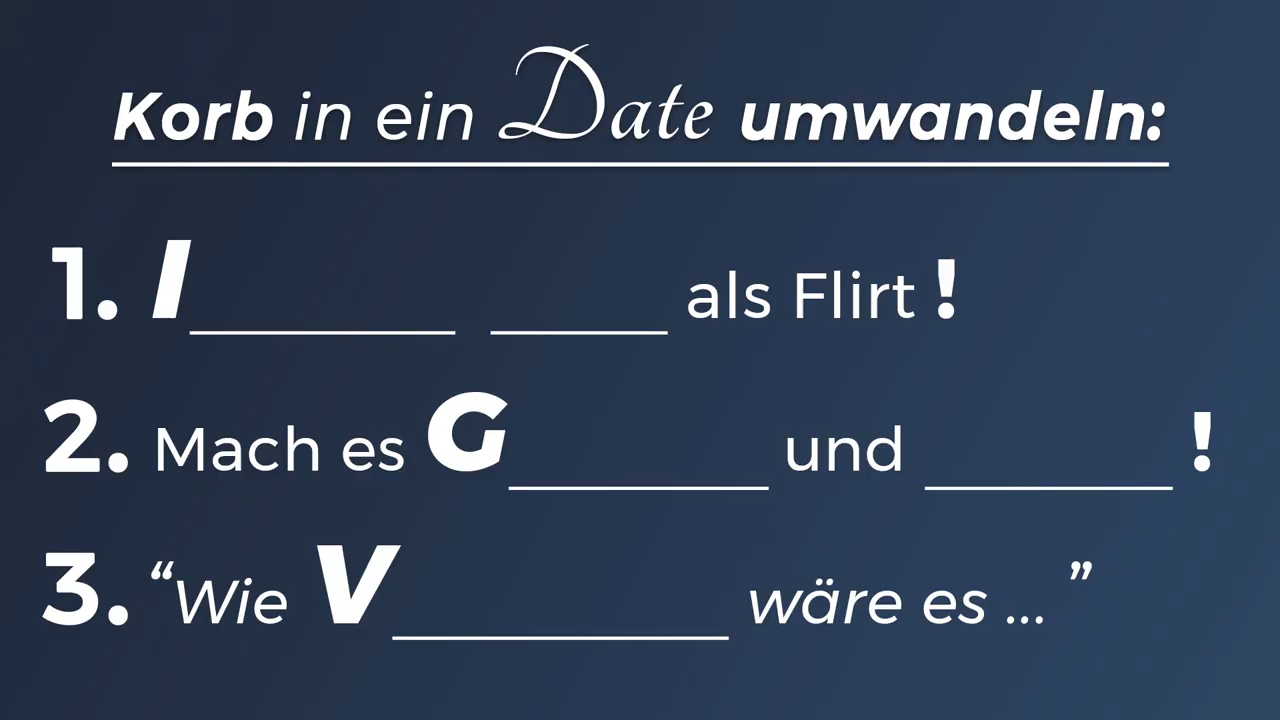 Korb in ein Date umwandeln:
1. I________ _____ als Flirt!
2. Mach es G________ und ________!
3. “Wie V__________ wäre es ...”